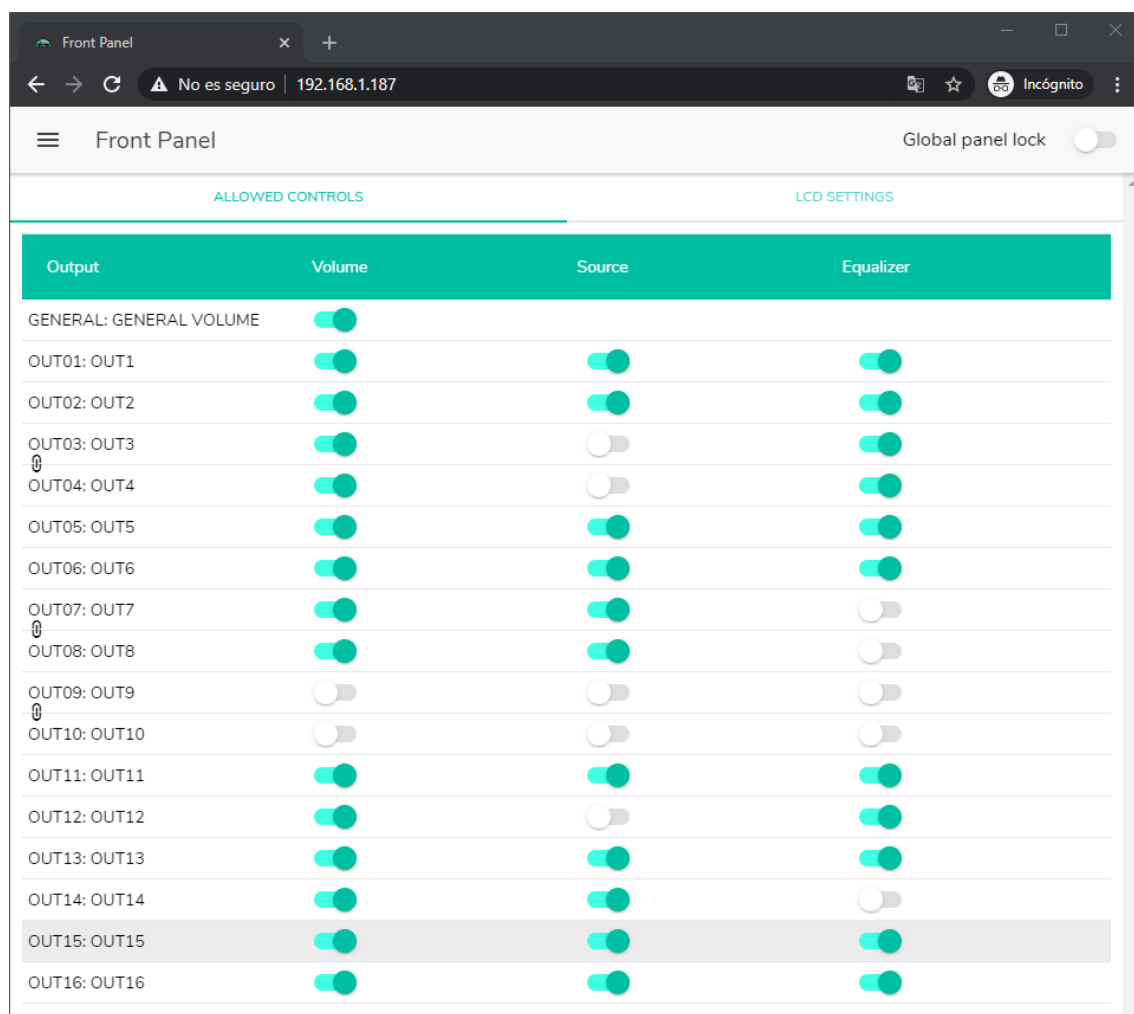 Front Panel
No es seguro 192.168.1.187 Incógnito
Front Panel Global panel lock
ALLOWED CONTROLS LCD SETTINGS
Output Volume Source Equalizer
GENERAL: GENERAL VOLUME
OUT01: OUT1
OUT02: OUT2
OUT03: OUT3
OUT04: OUT4
OUT05: OUT5
OUT06: OUT6
OUT07: OUT7
OUT08: OUT8
OUT09: OUT9
OUT10: OUT10
OUT11: OUT11
OUT12: OUT12
OUT13: OUT13
OUT14: OUT14
OUT15: OUT15
OUT16: OUT16